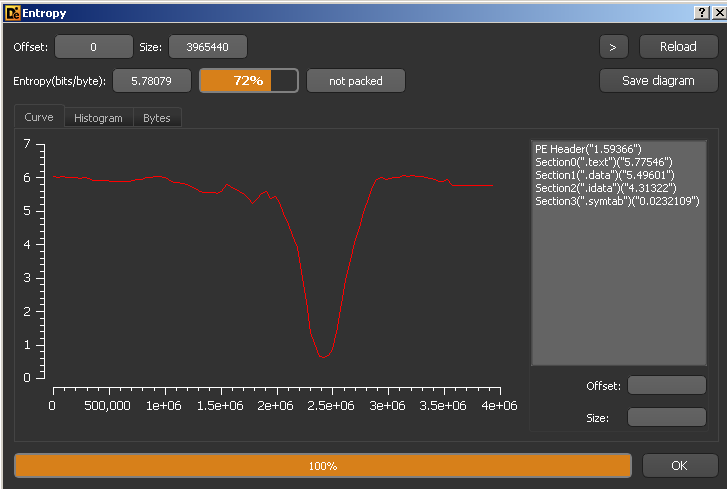 De Entropy
Offset: 0 Size: 3965440 > Reload
Entropy(bits/byte): 5.78079 72% not packed Save diagram
Curve Histogram Bytes
7
6
5
4
3
2
1
0
0 500,000 1e+06 1.5e+06 2e+06 2.5e+06 3e+06 3.5e+06 4e+06
PE Header("1.59366")
Section0(".text")("5.77546")
Section1(".data")("5.49601")
Section2(".idata")("4.31322")
Section3(".symtab")("0.0232109")
Offset:
Size:
100% OK